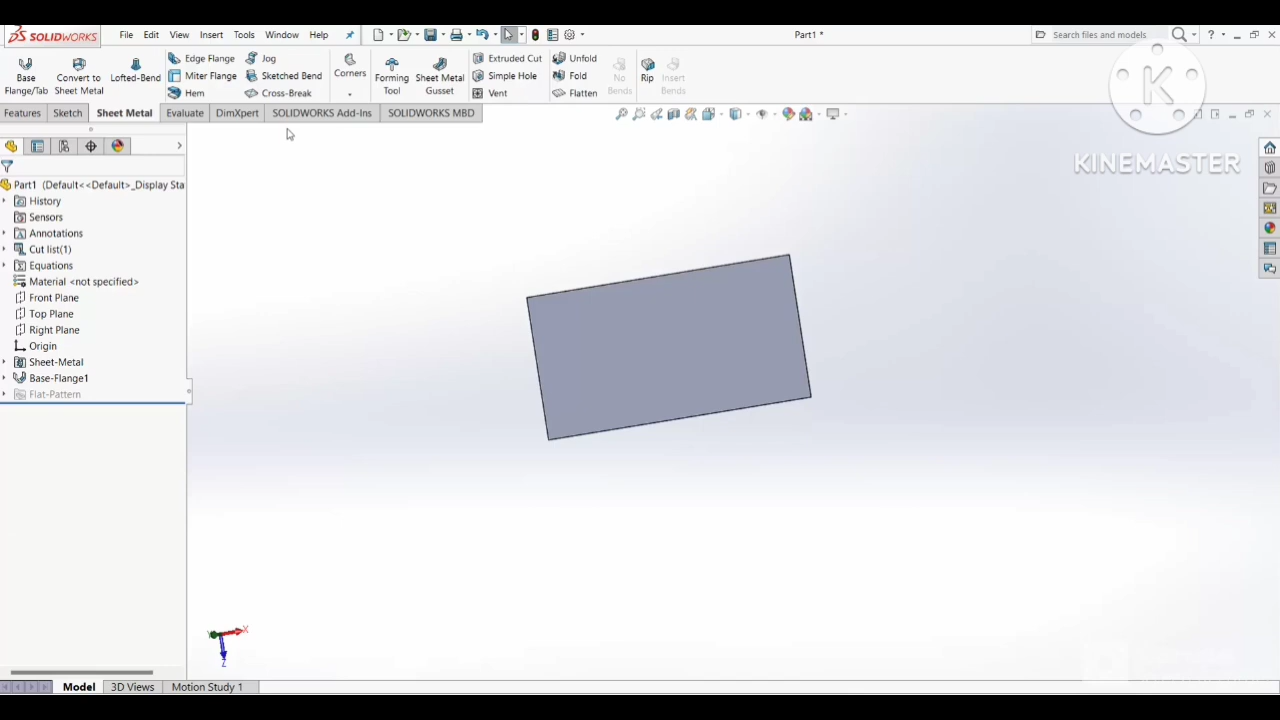 SOLIDWORKS File Edit View Insert Tools Window Help Part1 * Search files and models
Base Flange/Tab Convert to Sheet Metal Lofted-Bend Edge Flange Miter Flange Hem Jog Sketched Bend Cross-Break Corners Forming Tool Sheet Metal Gusset Extruded Cut Simple Hole Vent Unfold Fold Flatten No Bends Rip Insert Bends
Features Sketch Sheet Metal Evaluate DimXpert SOLIDWORKS Add-Ins SOLIDWORKS MBD
KINEMASTER
Part1 (Default<<Default>_Display Sta
History
Sensors
Annotations
Cut list(1)
Equations
Material <not specified>
Front Plane
Top Plane
Right Plane
Origin
Sheet-Metal
Base-Flange1
Flat-Pattern
X
Y
Z
Model 3D Views Motion Study 1